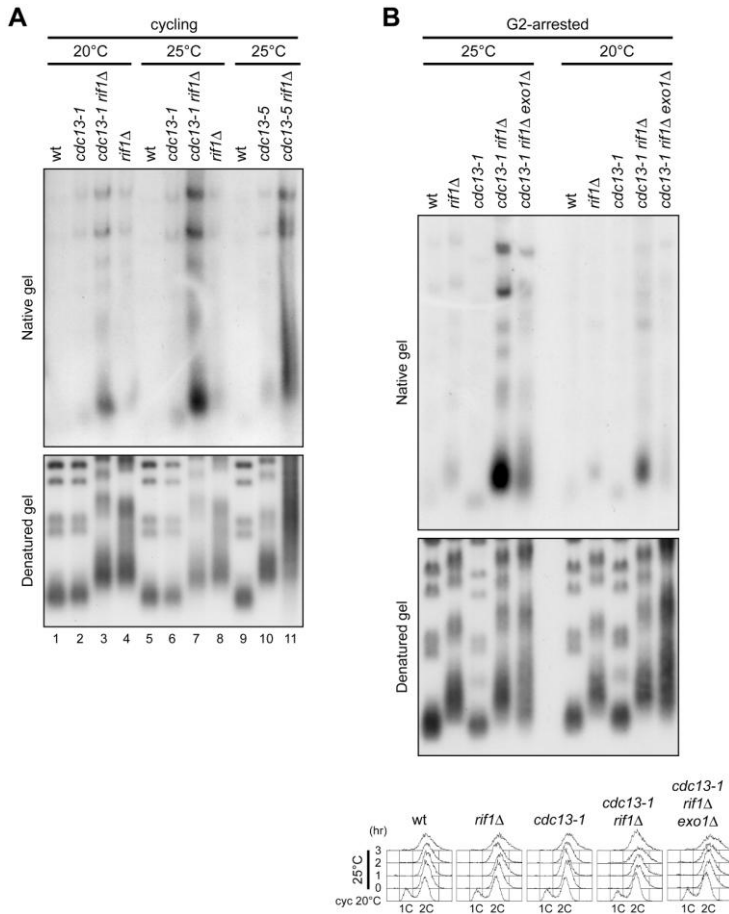 A
cycling
20°C 25°C 25°C
wt
cdc13-1
cdc13-1 rif1Δ
rif1Δ
wt
cdc13-1
cdc13-1 rif1Δ
rif1Δ
wt
cdc13-5
cdc13-5 rif1Δ
Native gel
Denatured gel
1 2 3 4 5 6 7 8 9 10 11
B
G2-arrested
25°C 20°C
wt
rif1Δ
cdc13-1
cdc13-1 rif1Δ
cdc13-1 rif1Δ exo1Δ
wt
rif1Δ
cdc13-1
cdc13-1 rif1Δ
cdc13-1 rif1Δ exo1Δ
Native gel
Denatured gel
wt
rif1Δ
cdc13-1
cdc13-1
rif1Δ
cdc13-1
rif1Δ
exo1Δ
(hr)
25°C
3
2
1
0
cyc 20°C
1C 2C 1C 2C 1C 2C 1C 2C 1C 2C